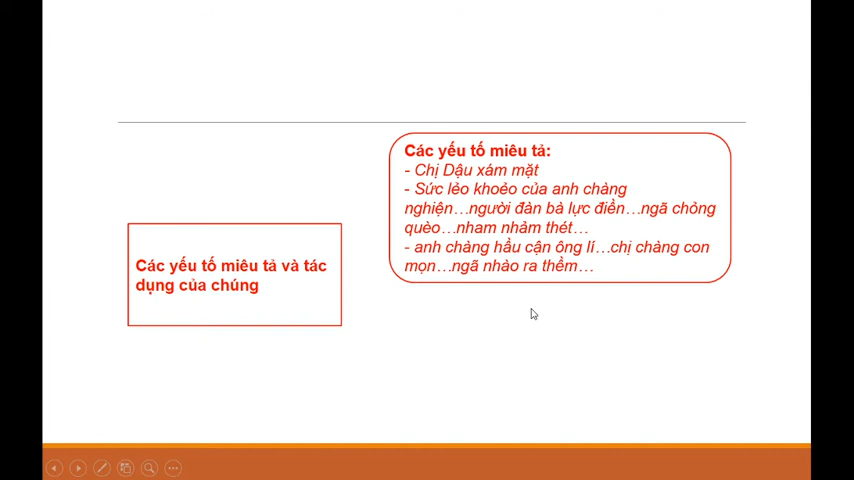 Các yếu tố miêu tả:
- Chị Dậu xám mặt
- Sức lẻo khoẻo của anh chàng
nghiện…người đàn bà lực điền…ngã chỏng
quèo…nham nhảm thét…
- anh chàng hầu cận ông lí…chị chàng con
mọn…ngã nhào ra thềm…
Các yếu tố miêu tả và tác
dụng của chúng